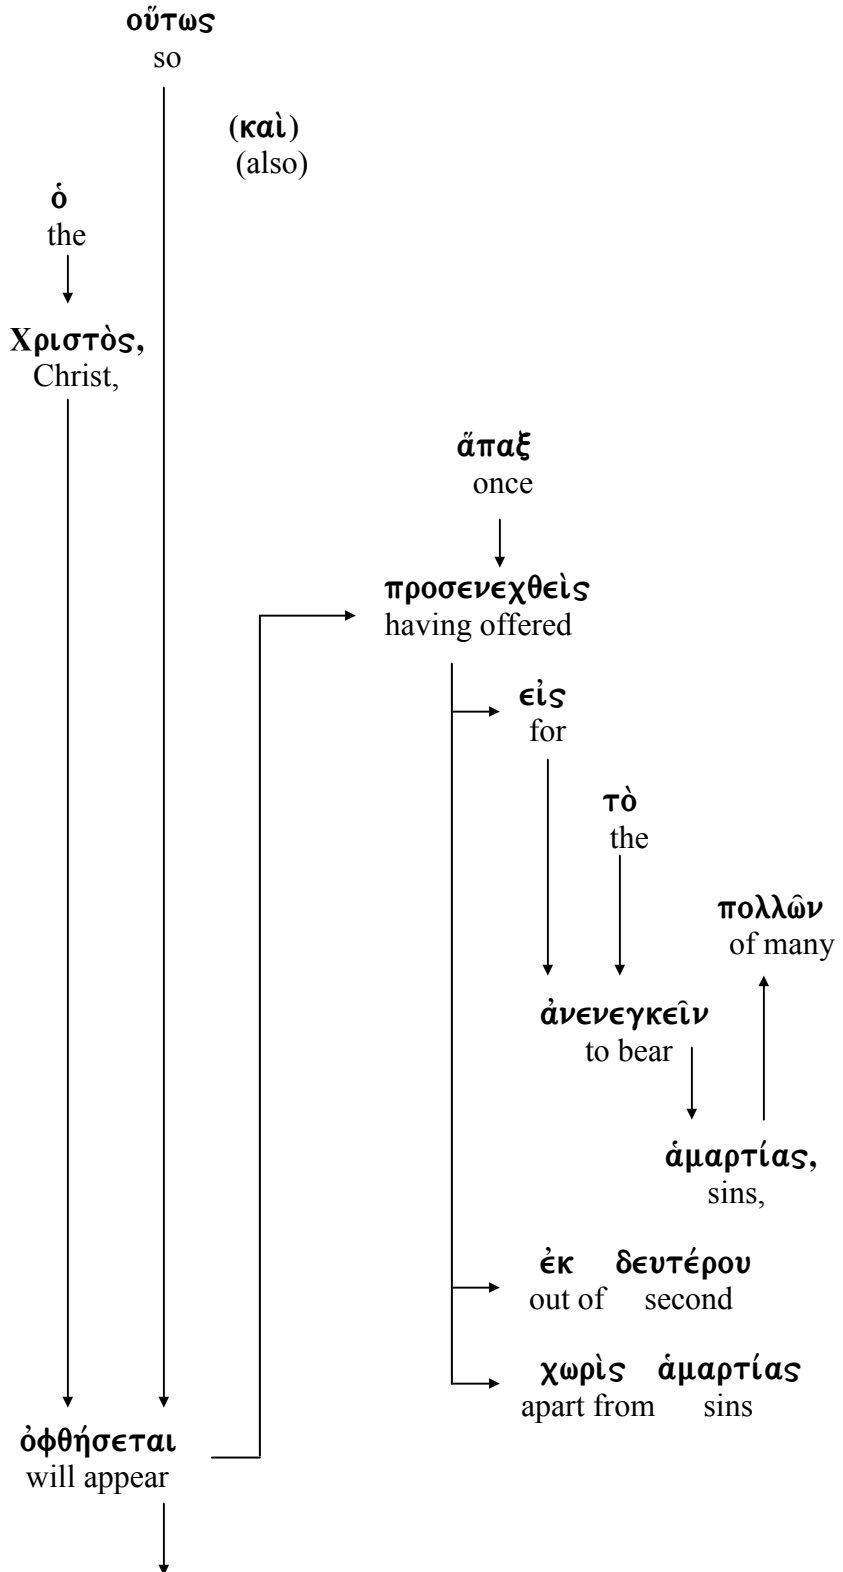 οὕτως
so
(καὶ)
(also)
ὁ
the
Χριστὸς,
Christ,
ἅπαξ
once
προσενεχθεὶς
having offered
εἰς
for
τὸ
the
πολλῶν
of many
ἀνενεγκεῖν
to bear
ἁμαρτίας,
sins,
ἐκ δευτέρου
out of second
χωρὶς ἁμαρτίας
apart from sins
ὀφθήσεται
will appear